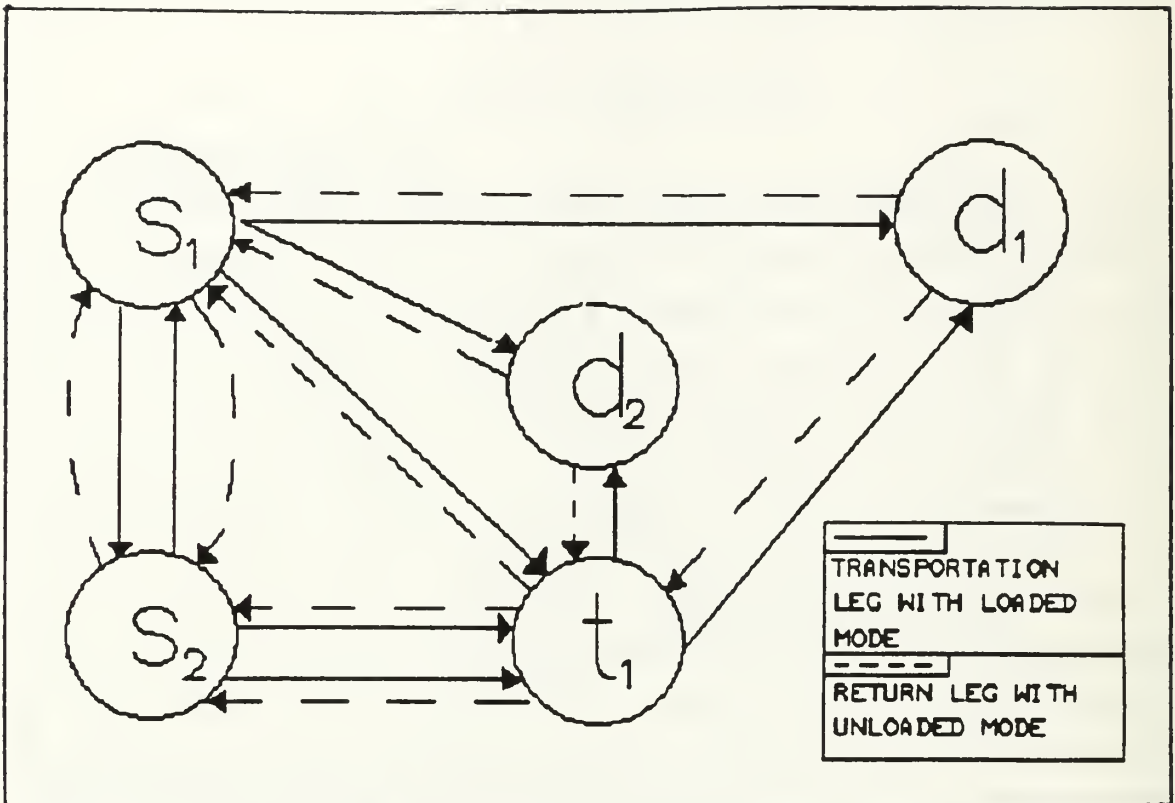 S₁
d₁
d₂
S₂
t₁
TRANSPORTATION
LEG WITH LOADED
MODE
RETURN LEG WITH
UNLOADED MODE